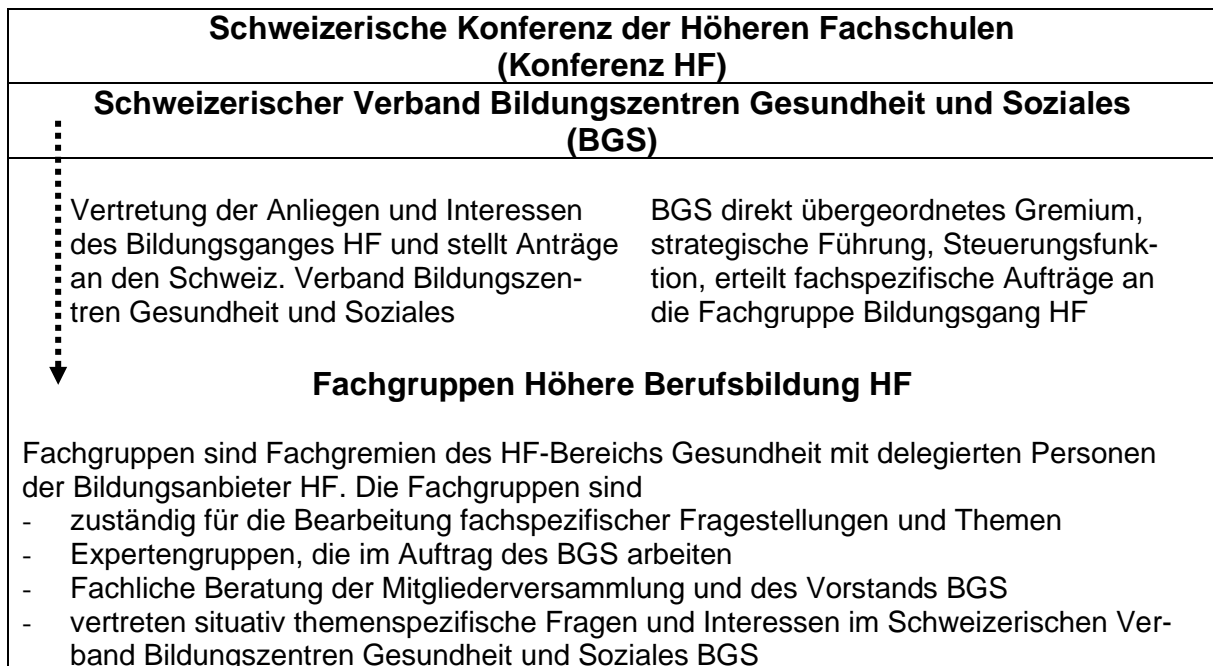 Schweizerische Konferenz der Höheren Fachschulen
(Konferenz HF)
Schweizerischer Verband Bildungszentren Gesundheit und Soziales
(BGS)
Vertretung der Anliegen und Interessen
des Bildungsganges HF und stellt Anträge
an den Schweiz. Verband Bildungszen-
tren Gesundheit und Soziales
BGS direkt übergeordnetes Gremium,
strategische Führung, Steuerungsfunk-
tion, erteilt fachspezifische Aufträge an
die Fachgruppe Bildungsgang HF
Fachgruppen Höhere Berufsbildung HF
Fachgruppen sind Fachgremien des HF-Bereichs Gesundheit mit delegierten Personen
der Bildungsanbieter HF. Die Fachgruppen sind
- zuständig für die Bearbeitung fachspezifischer Fragestellungen und Themen
- Expertengruppen, die im Auftrag des BGS arbeiten
- Fachliche Beratung der Mitgliederversammlung und des Vorstands BGS
- vertreten situativ themenspezifische Fragen und Interessen im Schweizerischen Ver-
band Bildungszentren Gesundheit und Soziales BGS